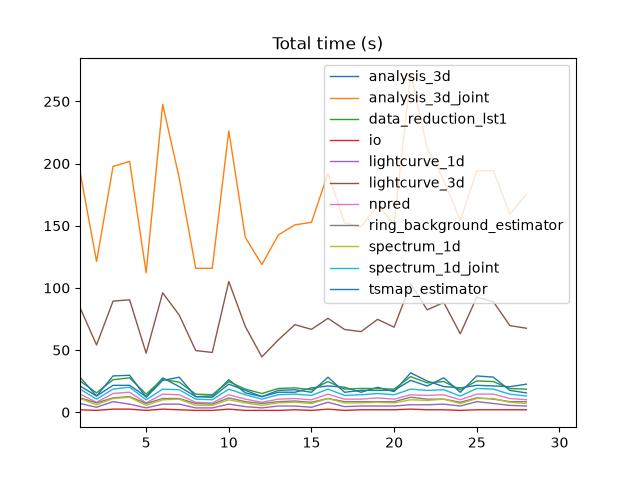 Total time (s)
250
200
150
100
50
0
5
10
15
20
25
30
analysis_3d
analysis_3d_joint
data_reduction_lst1
io
lightcurve_1d
lightcurve_3d
npred
ring_background_estimator
spectrum_1d
spectrum_1d_joint
tsmap_estimator